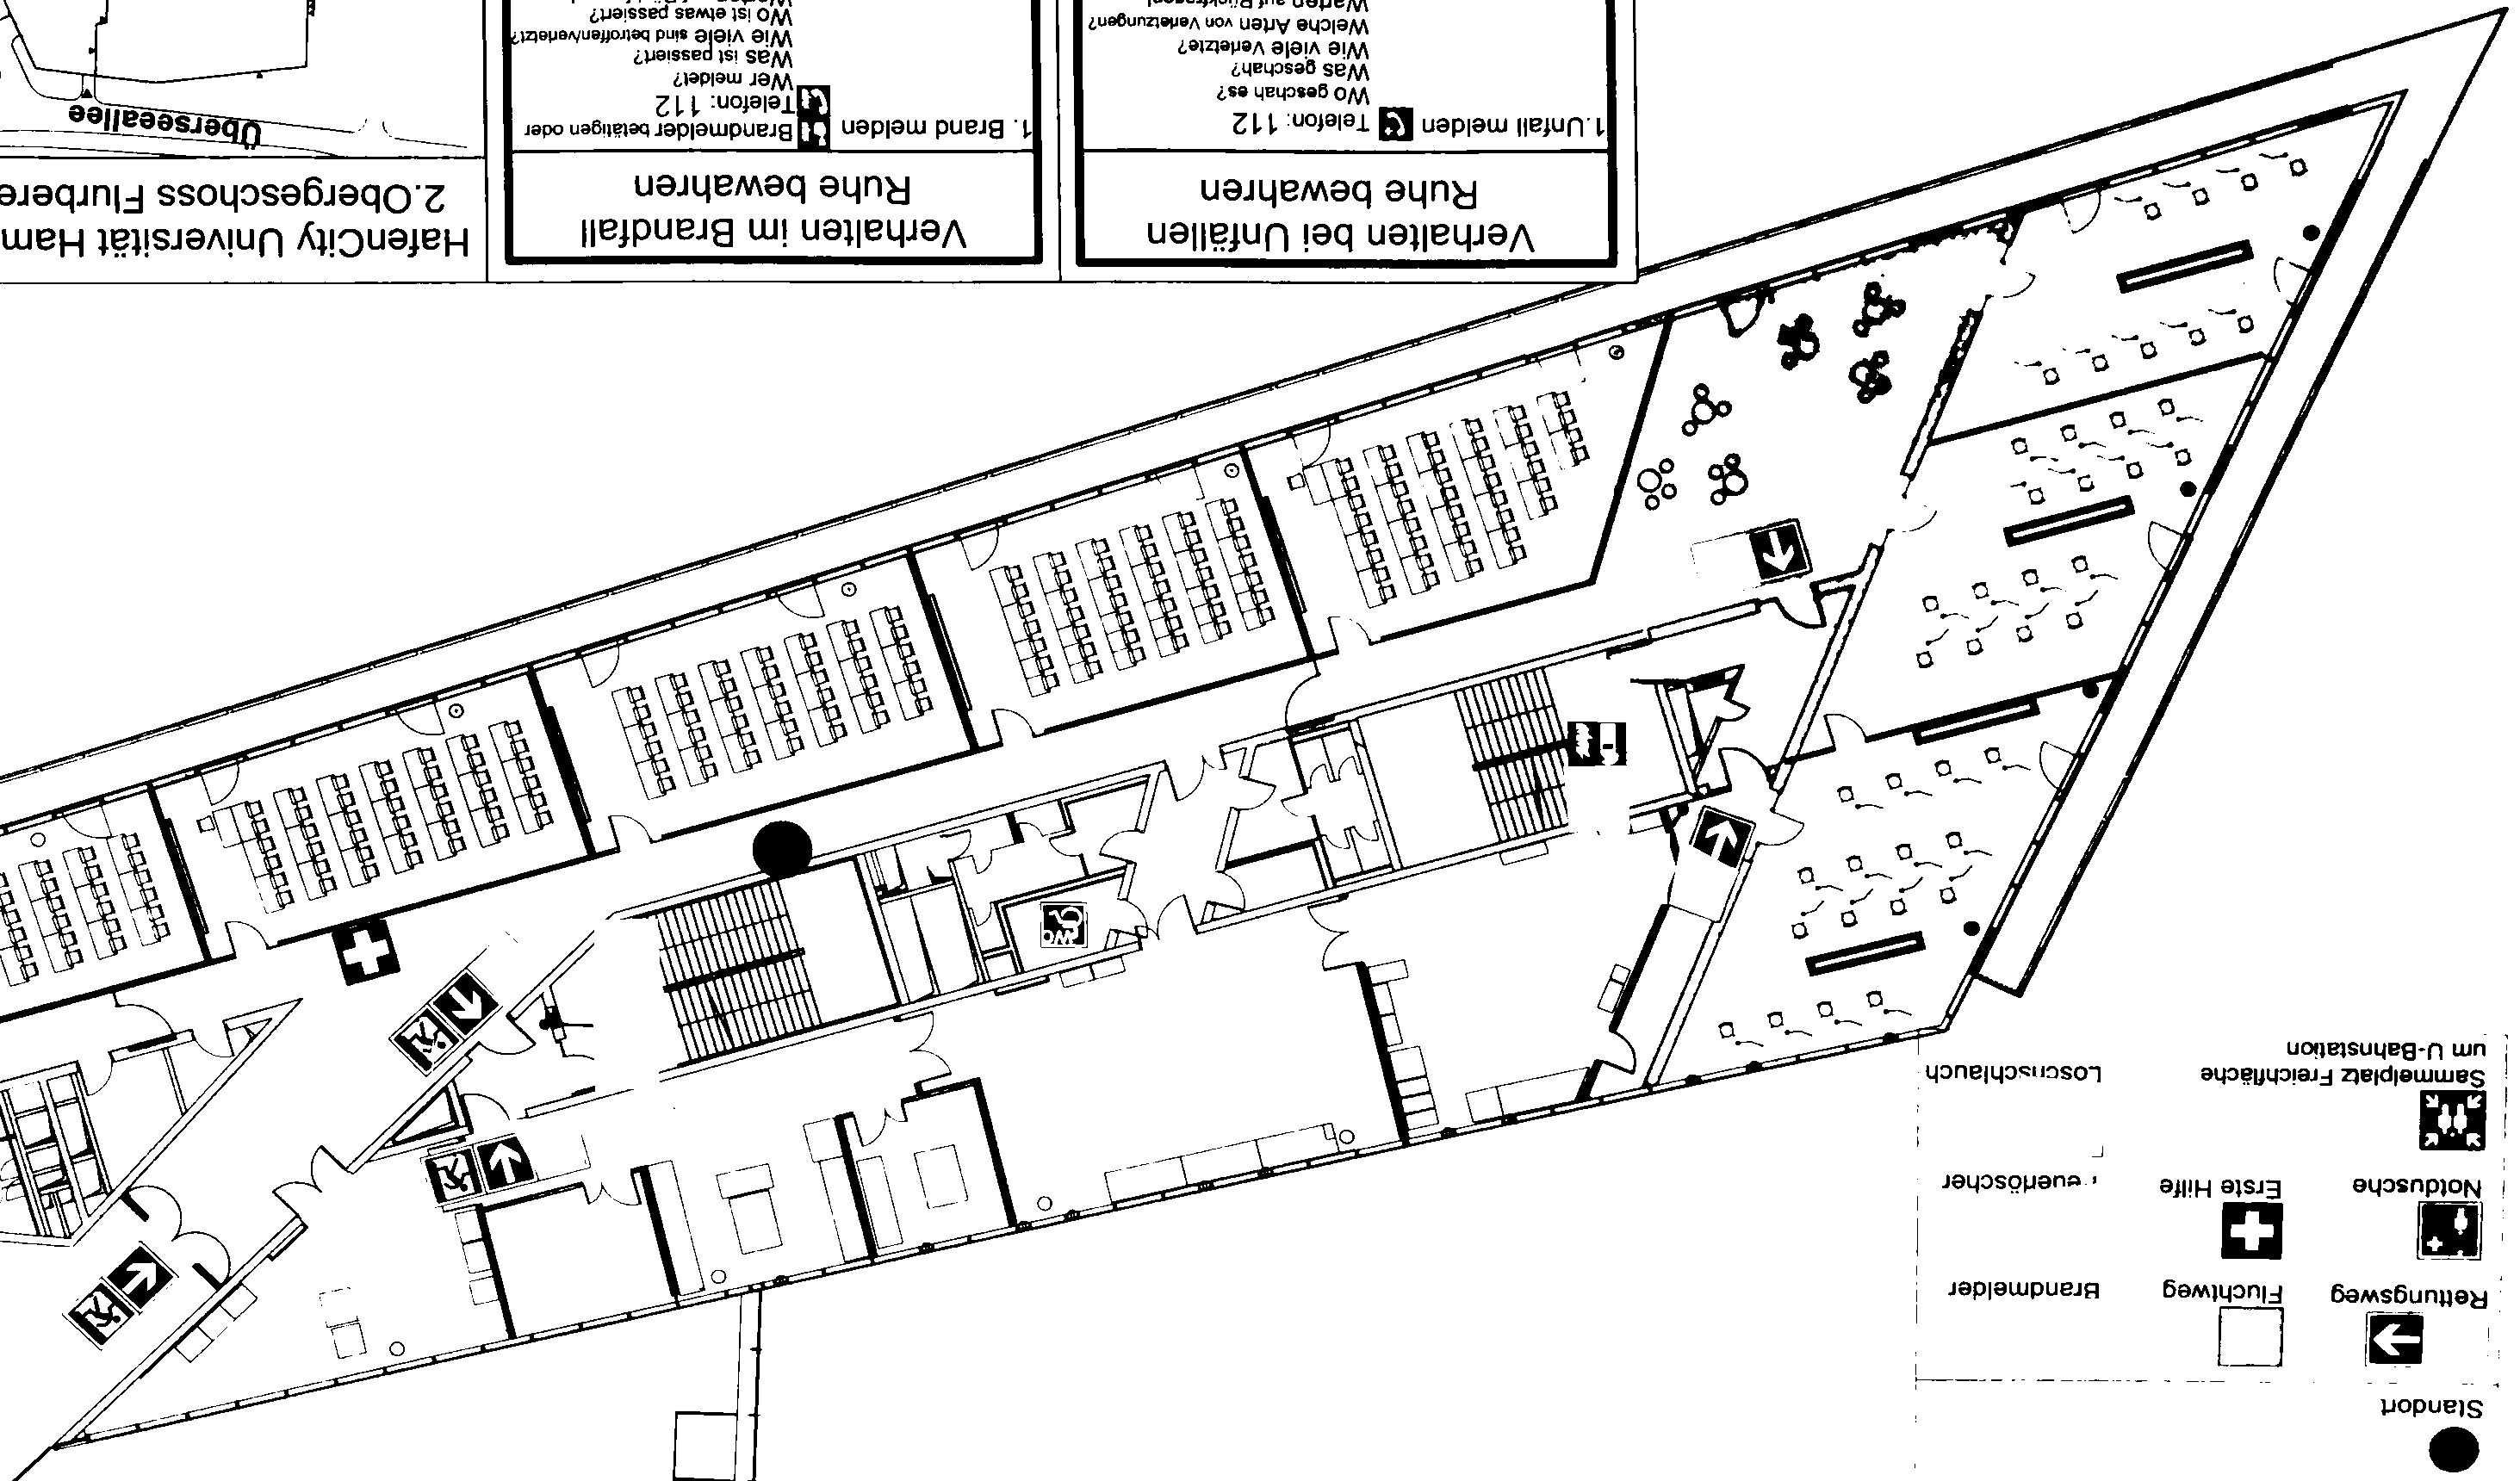 Standort
Rettungsweg
Fluchtweg
Brandmelder
Notdusche
Erste Hilfe
Sammelplatz Freichfläche
um U-Bahnstation
Löschschlauch
WC
Verhalten bei Unfällen
Ruhe bewahren
1.Unfall melden Telefon: 112
Wo geschah es?
Was geschah?
Wie viele Verletzte?
Welche Arten von Verletzungen?
Warten auf Rückfragen!
Verhalten im Brandfall
Ruhe bewahren
1. Brand melden Brandmelder betätigen oder
Telefon: 112
Wer meldet?
Was ist passiert?
Wie viele sind betroffen/verletzt?
Wo ist etwas passiert?
HafenCity Universität Ham
2.Obergeschoss Flurbere
Überseeallee